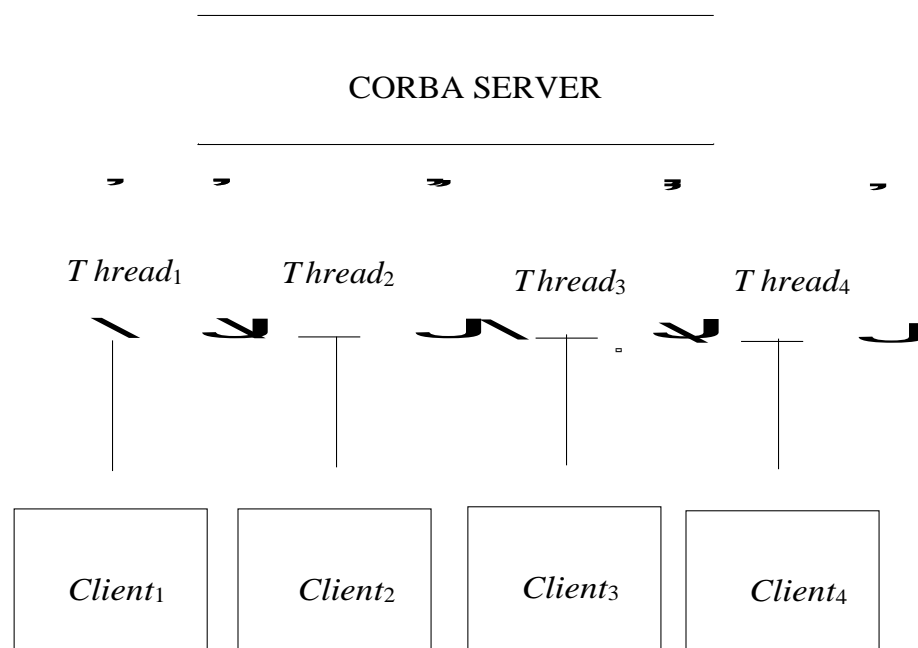 CORBA SERVER
Thread1
Thread2
Thread3
Thread4
Client1
Client2
Client3
Client4